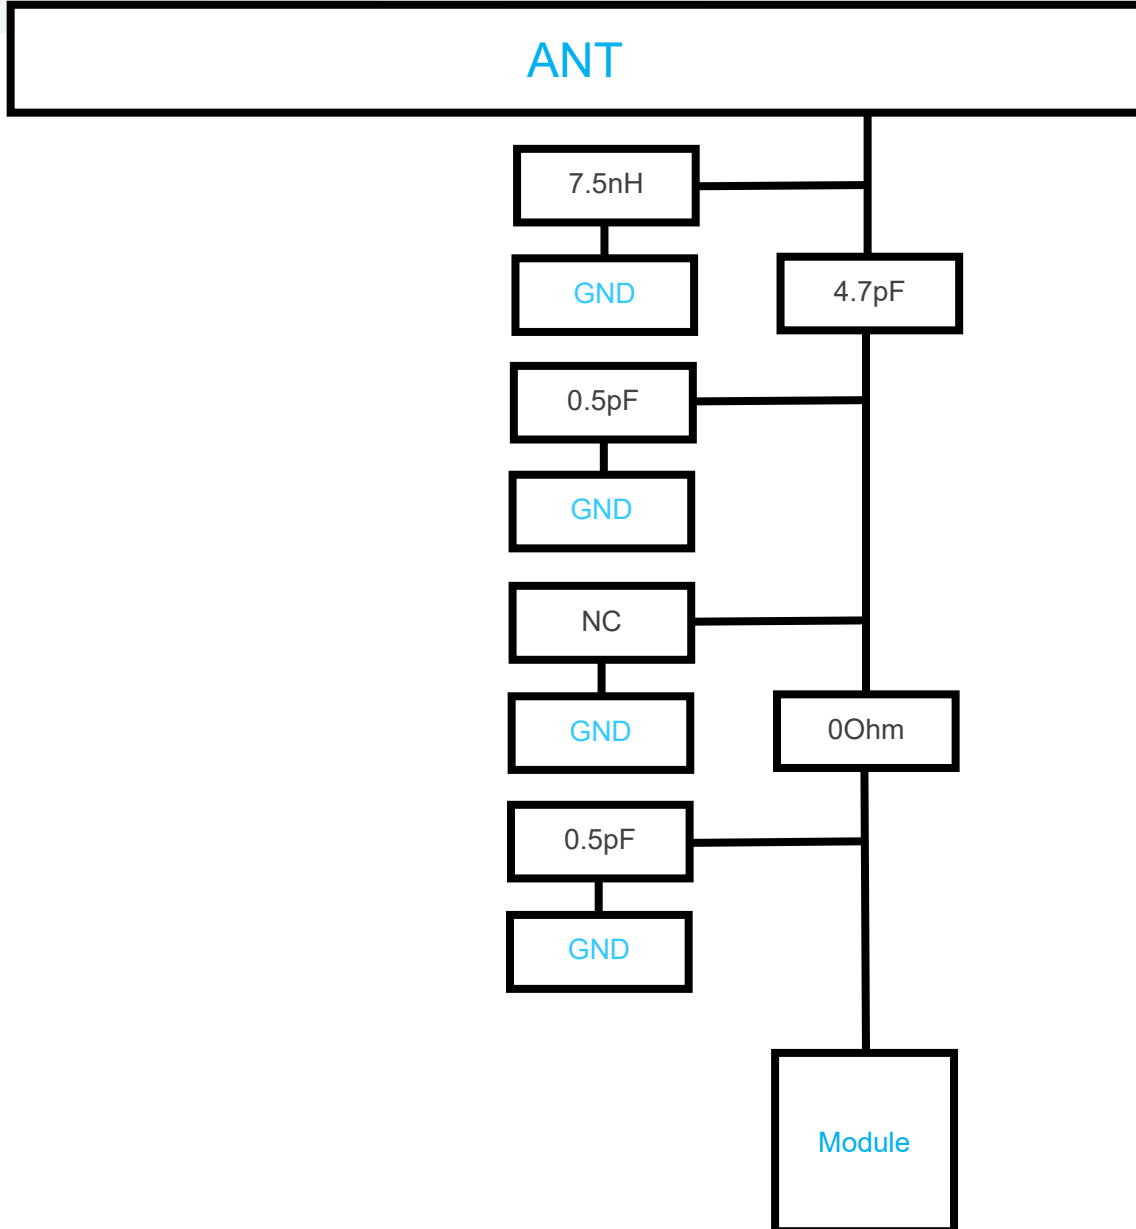 ANT
7.5nH
GND
4.7pF
0.5pF
GND
NC
GND
0Ohm
0.5pF
GND
Module